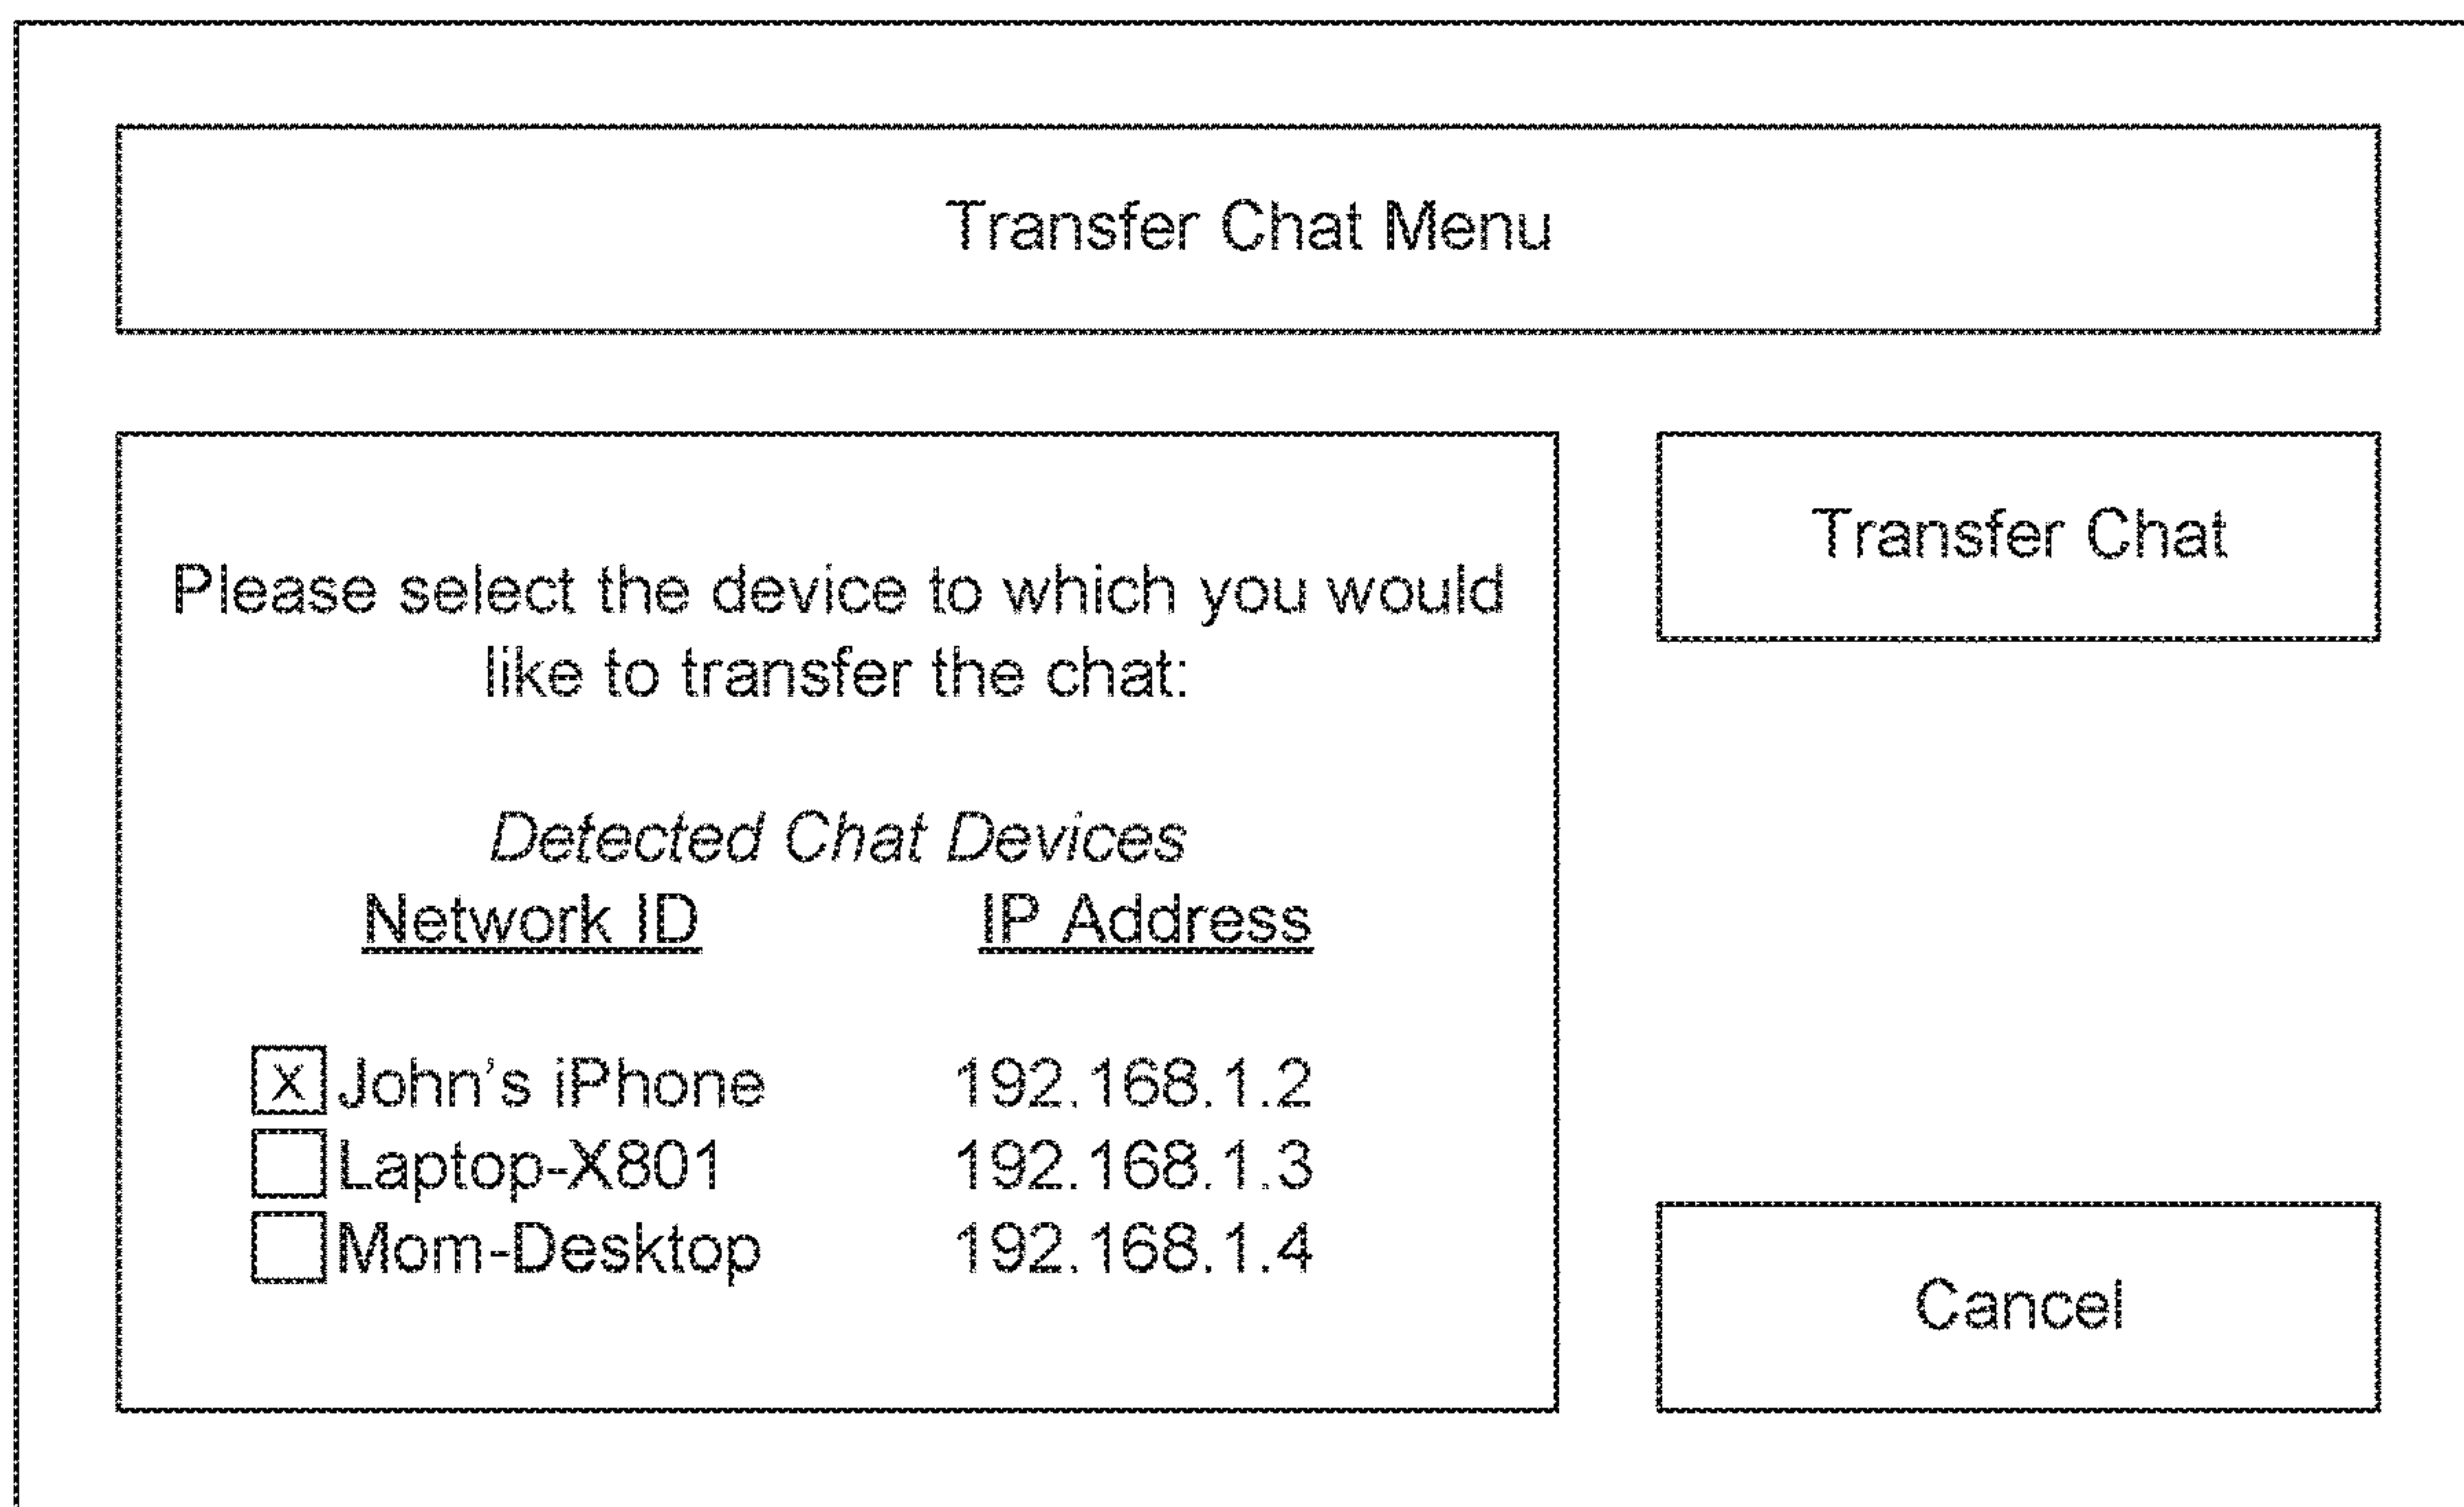 Transfer Chat Menu
Please select the device to which you would
like to transfer the chat:
Detected Chat Devices
Network ID IP Address
x John's iPhone 192.168.1.2
Laptop-X801 192.168.1.3
Mom-Desktop 192.168.1.4
Transfer Chat
Cancel